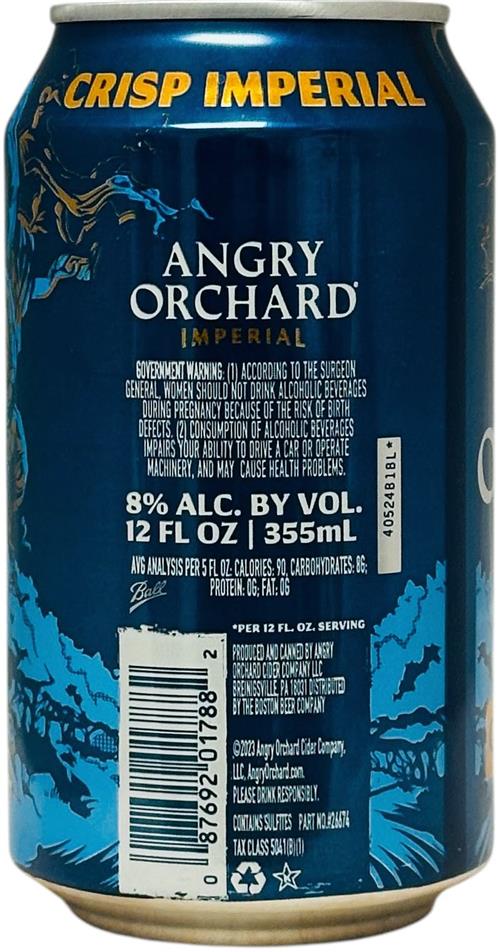 CRISP IMPERIAL
ANGRY
ORCHARD
IMPERIAL
GOVERNMENT WARNING: (1) ACCORDING TO THE SURGEON
GENERAL, WOMEN SHOULD NOT DRINK ALCOHOLIC BEVERAGES
DURING PREGNANCY BECAUSE OF THE RISK OF BIRTH
DEFECTS. (2) CONSUMPTION OF ALCOHOLIC BEVERAGES
IMPAIRS YOUR ABILITY TO DRIVE A CAR OR OPERATE
MACHINERY, AND MAY CAUSE HEALTH PROBLEMS.
8% ALC. BY VOL.
12 FL OZ | 355mL
40524B1BL*
AVG ANALYSIS PER 5 FL OZ: CALORIES: 90, CARBOHYDRATES: 8G;
PROTEIN: 0G; FAT: 0G
Ball
*PER 12 FL. OZ. SERVING
PRODUCED AND CANNED BY ANGRY
ORCHARD CIDER COMPANY, LLC
BREINIGSVILLE, PA 18031 DISTRIBUTED
BY THE BOSTON BEER COMPANY
©2023 Angry Orchard Cider Company,
LLC, AngryOrchard.com.
PLEASE DRINK RESPONSIBLY.
CONTAINS SULFITES PART NO.#26674
TAX CLASS 5041(B)(1)
0 87692 01788 2